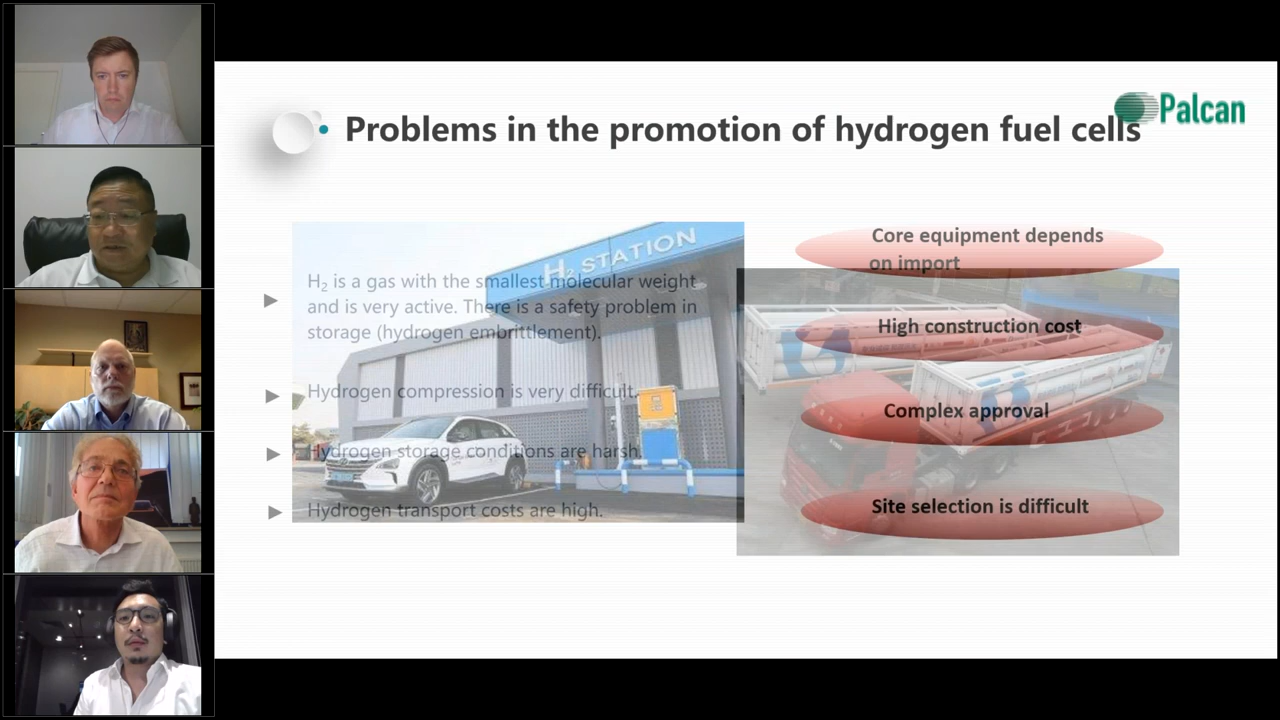 Problems in the promotion of hydrogen fuel cells
Palcan
H₂ STATION
H₂ is a gas with the smallest molecular weight
and is very active. There is a safety problem in
storage (hydrogen embrittlement).
Hydrogen compression is very difficult.
Hydrogen storage conditions are harsh.
Hydrogen transport costs are high.
Core equipment depends
on import
High construction cost
Complex approval
Site selection is difficult